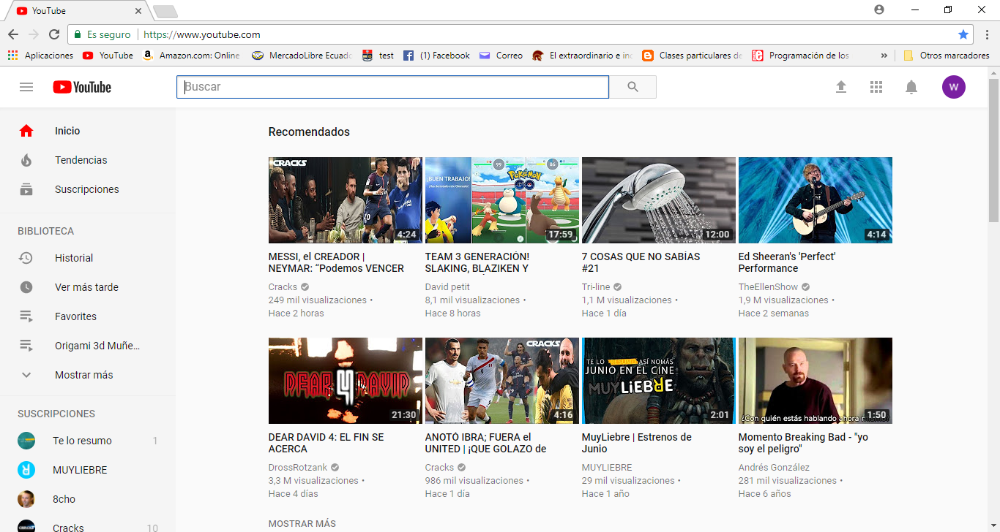 YouTube
Es seguro
https://www.youtube.com
Aplicaciones
YouTube
Amazon.com: Online
MercadoLibre Ecuado
test
(1) Facebook
Correo
El extraordinario e in
Clases particulares de
Programación de los
»
Otros marcadores
YouTube
Buscar
W
Inicio
Tendencias
Suscripciones
BIBLIOTECA
Historial
Ver más tarde
Favorites
Origami 3d Muñe...
Mostrar más
SUSCRIPCIONES
Te lo resumo 1
MUYLIEBRE
8cho
Cracks 10
Recomendados
CRACKS
4:24
MESSI, el CREADOR |
NEYMAR: “Podemos VENCER
Cracks
249 mil visualizaciones •
Hace 2 horas
¡BUEN TRABAJO!
99
86
Pokémon
GO
17:59
TEAM 3 GENERACIÓN!
SLAKING, BLAZIKEN Y
David petit
8,1 mil visualizaciones •
Hace 8 horas
12:00
7 COSAS QUE NO SABÍAS
#21
Tri-line
1,1 M visualizaciones •
Hace 1 día
4:14
Ed Sheeran's 'Perfect'
Performance
TheEllenShow
1,9 M visualizaciones •
Hace 2 semanas
DEAR 4 DAVID
21:30
DEAR DAVID 4: EL FIN SE
ACERCA
DrossRotzank
3,3 M visualizaciones •
Hace 4 días
CRACKS
4:16
ANOTÓ IBRA; FUERA el
UNITED | ¡QUE GOLAZO de
Cracks
986 mil visualizaciones •
Hace 1 día
TE LO RESUMO ASÍ NOMÁS
JUNIO EN EL CINE
MUYLIEBRE
2:01
MuyLiebre | Estrenos de
Junio
MUYLIEBRE
29 mil visualizaciones •
Hace 1 año
¿Con quién estás hablando ahora
1:50
Momento Breaking Bad - "yo
soy el peligro"
Andrés González
281 mil visualizaciones •
Hace 6 años
MOSTRAR MÁS